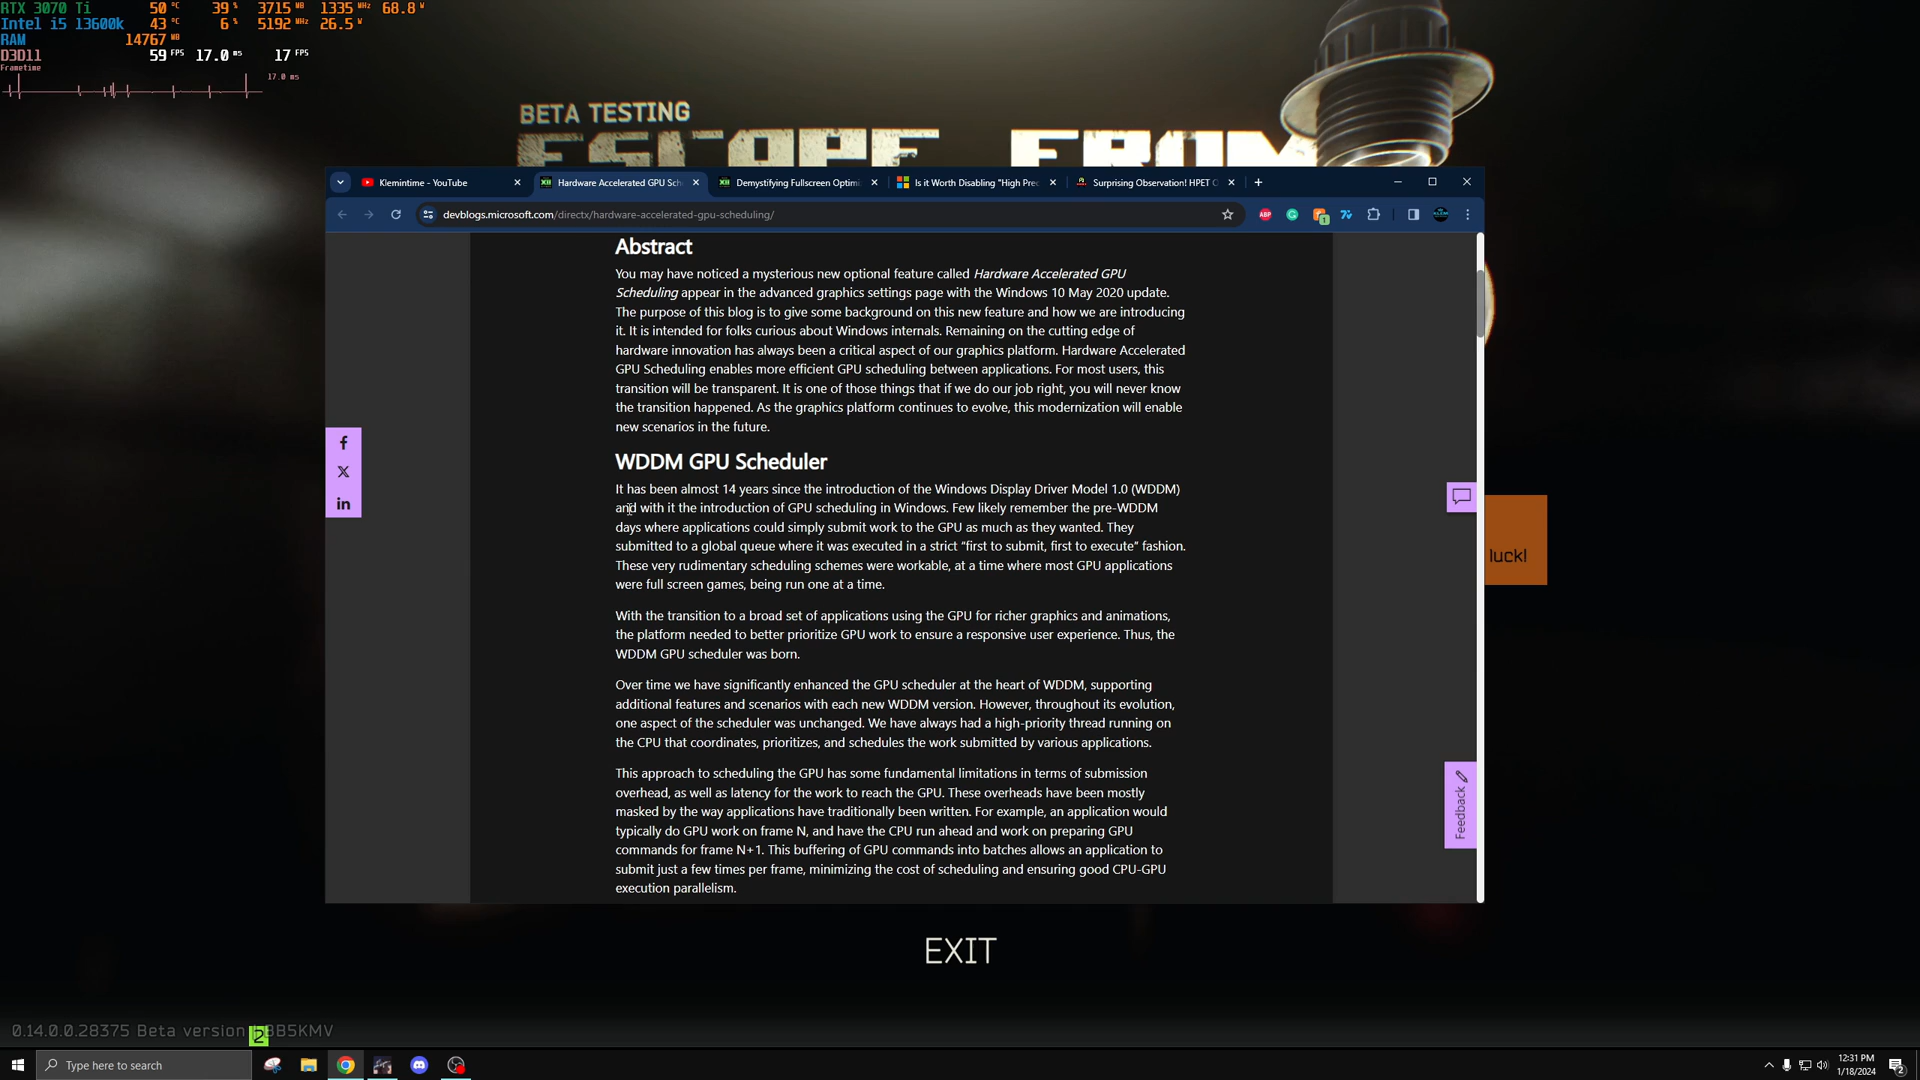 RTX 3070 Ti 50 °C 39 % 3715 MB 1335 MHz 68.8 W
Intel i5 13600k 43 °C 6 % 5192 MHz 26.5 W
RAM 14767 MB
D3D11 59 FPS 17.0 ms 17 FPS
Frametime
17.0 ms
BETA TESTING
ESCAPE FROM
Klemintime - YouTube
Hardware Accelerated GPU Sch
Demystifying Fullscreen Optimi
Is it Worth Disabling "High Prec
Surprising Observation! HPET O
devblogs.microsoft.com/directx/hardware-accelerated-gpu-scheduling/
ABP
1
Abstract
You may have noticed a mysterious new optional feature called Hardware Accelerated GPU
Scheduling appear in the advanced graphics settings page with the Windows 10 May 2020 update.
The purpose of this blog is to give some background on this new feature and how we are introducing
it. It is intended for folks curious about Windows internals. Remaining on the cutting edge of
hardware innovation has always been a critical aspect of our graphics platform. Hardware Accelerated
GPU Scheduling enables more efficient GPU scheduling between applications. For most users, this
transition will be transparent. It is one of those things that if we do our job right, you will never know
the transition happened. As the graphics platform continues to evolve, this modernization will enable
new scenarios in the future.
WDDM GPU Scheduler
It has been almost 14 years since the introduction of the Windows Display Driver Model 1.0 (WDDM)
and with it the introduction of GPU scheduling in Windows. Few likely remember the pre-WDDM
days where applications could simply submit work to the GPU as much as they wanted. They
submitted to a global queue where it was executed in a strict “first to submit, first to execute” fashion.
These very rudimentary scheduling schemes were workable, at a time where most GPU applications
were full screen games, being run one at a time.
With the transition to a broad set of applications using the GPU for richer graphics and animations,
the platform needed to better prioritize GPU work to ensure a responsive user experience. Thus, the
WDDM GPU scheduler was born.
Over time we have significantly enhanced the GPU scheduler at the heart of WDDM, supporting
additional features and scenarios with each new WDDM version. However, throughout its evolution,
one aspect of the scheduler was unchanged. We have always had a high-priority thread running on
the CPU that coordinates, prioritizes, and schedules the work submitted by various applications.
This approach to scheduling the GPU has some fundamental limitations in terms of submission
overhead, as well as latency for the work to reach the GPU. These overheads have been mostly
masked by the way applications have traditionally been written. For example, an application would
typically do GPU work on frame N, and have the CPU run ahead and work on preparing GPU
commands for frame N+1. This buffering of GPU commands into batches allows an application to
submit just a few times per frame, minimizing the cost of scheduling and ensuring good CPU-GPU
execution parallelism.
Feedback
luck!
EXIT
0.14.0.0.28375 Beta version
2
B5KMV
Type here to search
12:31 PM
1/18/2024
2